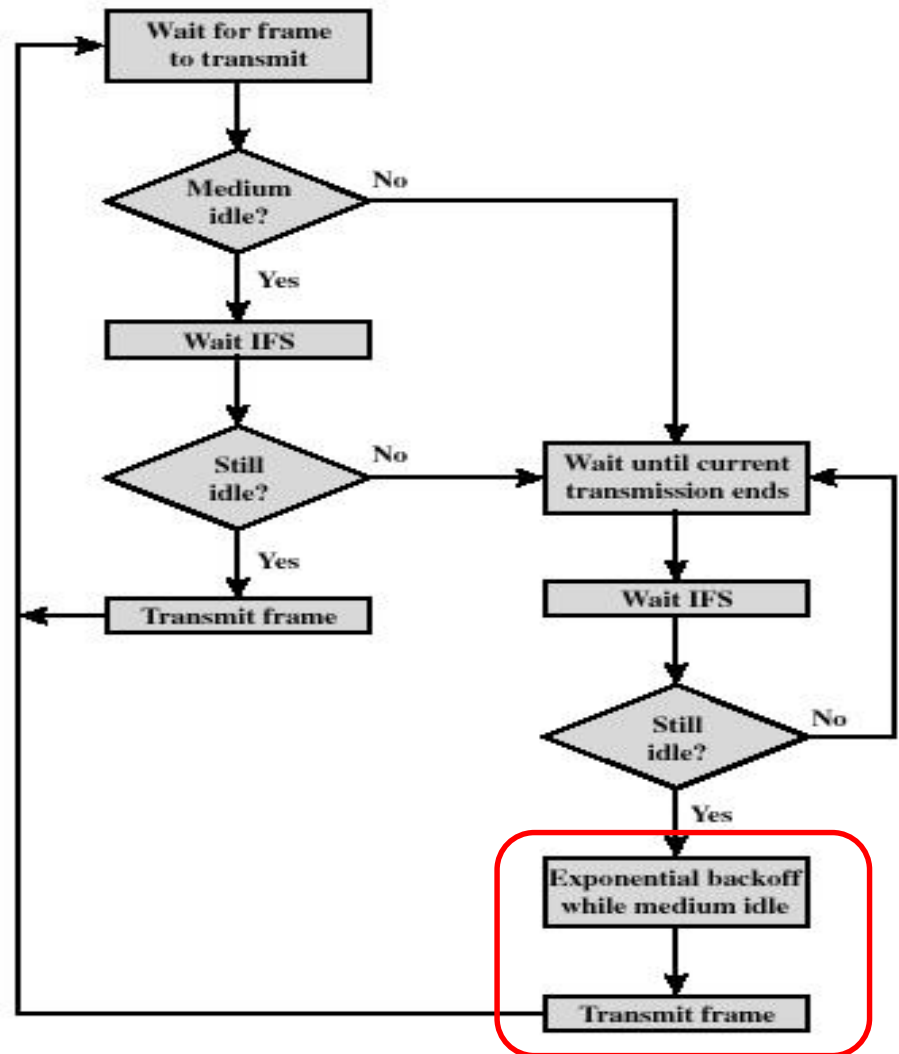 Wait for frame
to transmit
Medium
idle?
No
Yes
Wait IFS
Still
idle?
No
Yes
Transmit frame
Wait until current
transmission ends
Wait IFS
Still
idle?
No
Yes
Exponential backoff
while medium idle
Transmit frame